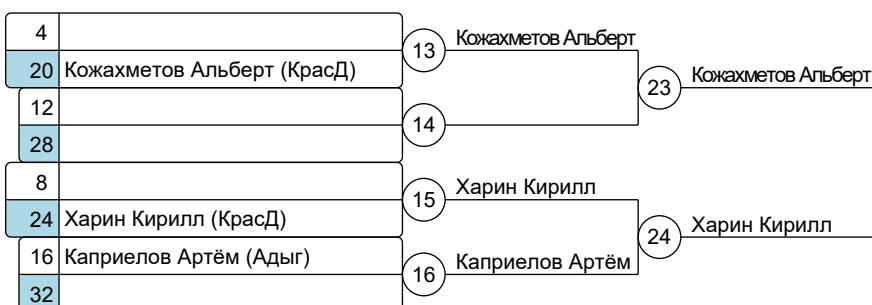 4
20 Кожахметов Альберт (КрасД)
12
28
8
24 Харин Кирилл (КрасД)
16 Каприелов Артём (Адыг)
32
13 Кожахметов Альберт
14
15 Харин Кирилл
16 Каприелов Артём
23 Кожахметов Альберт
24 Харин Кирилл